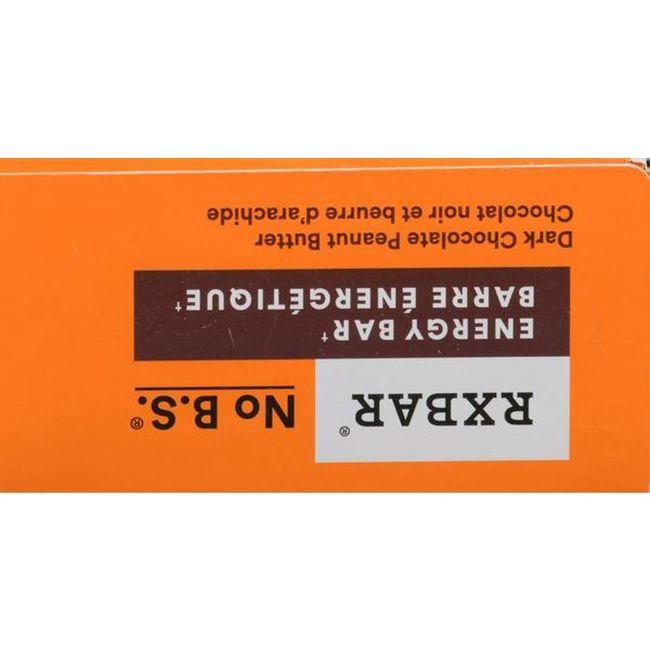 RXBAR® No B.S.®
ENERGY BAR†
BARRE ÉNERGÉTIQUE†
Dark Chocolate Peanut Butter
Chocolat noir et beurre d'arachide